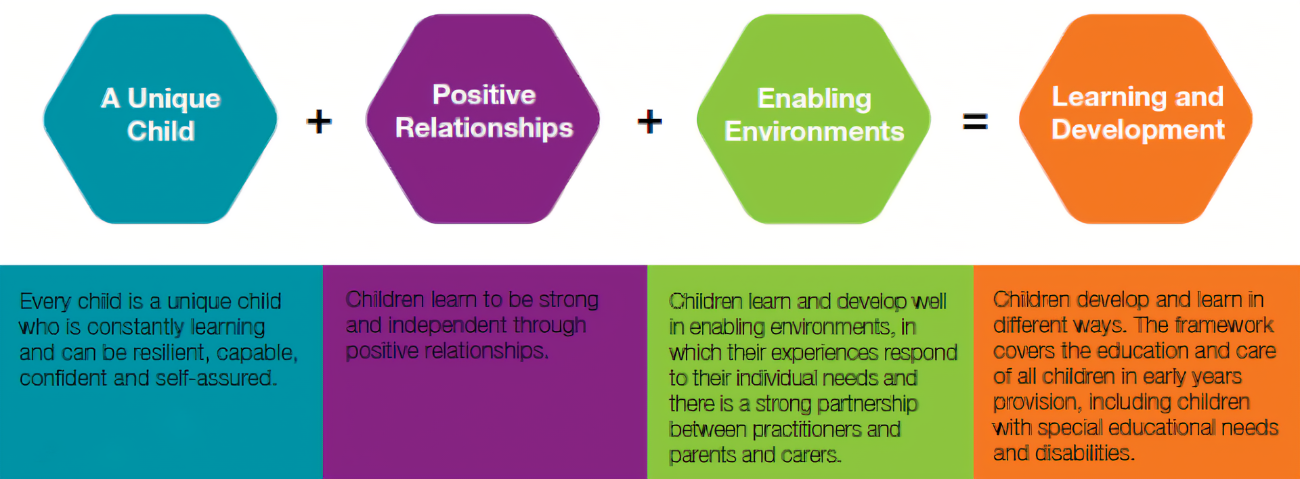 A Unique
Child
+
Positive
Relationships
+
Enabling
Environments
=
Learning and
Development
Every child is a unique child
who is constantly learning
and can be resilient, capable,
confident and self-assured.
Children learn to be strong
and independent through
positive relationships.
Children learn and develop well
in enabling environments, in
which their experiences respond
to their individual needs and
there is a strong partnership
between practitioners and
parents and carers.
Children develop and learn in
different ways. The framework
covers the education and care
of all children in early years
provision, including children
with special educational needs
and disabilities.